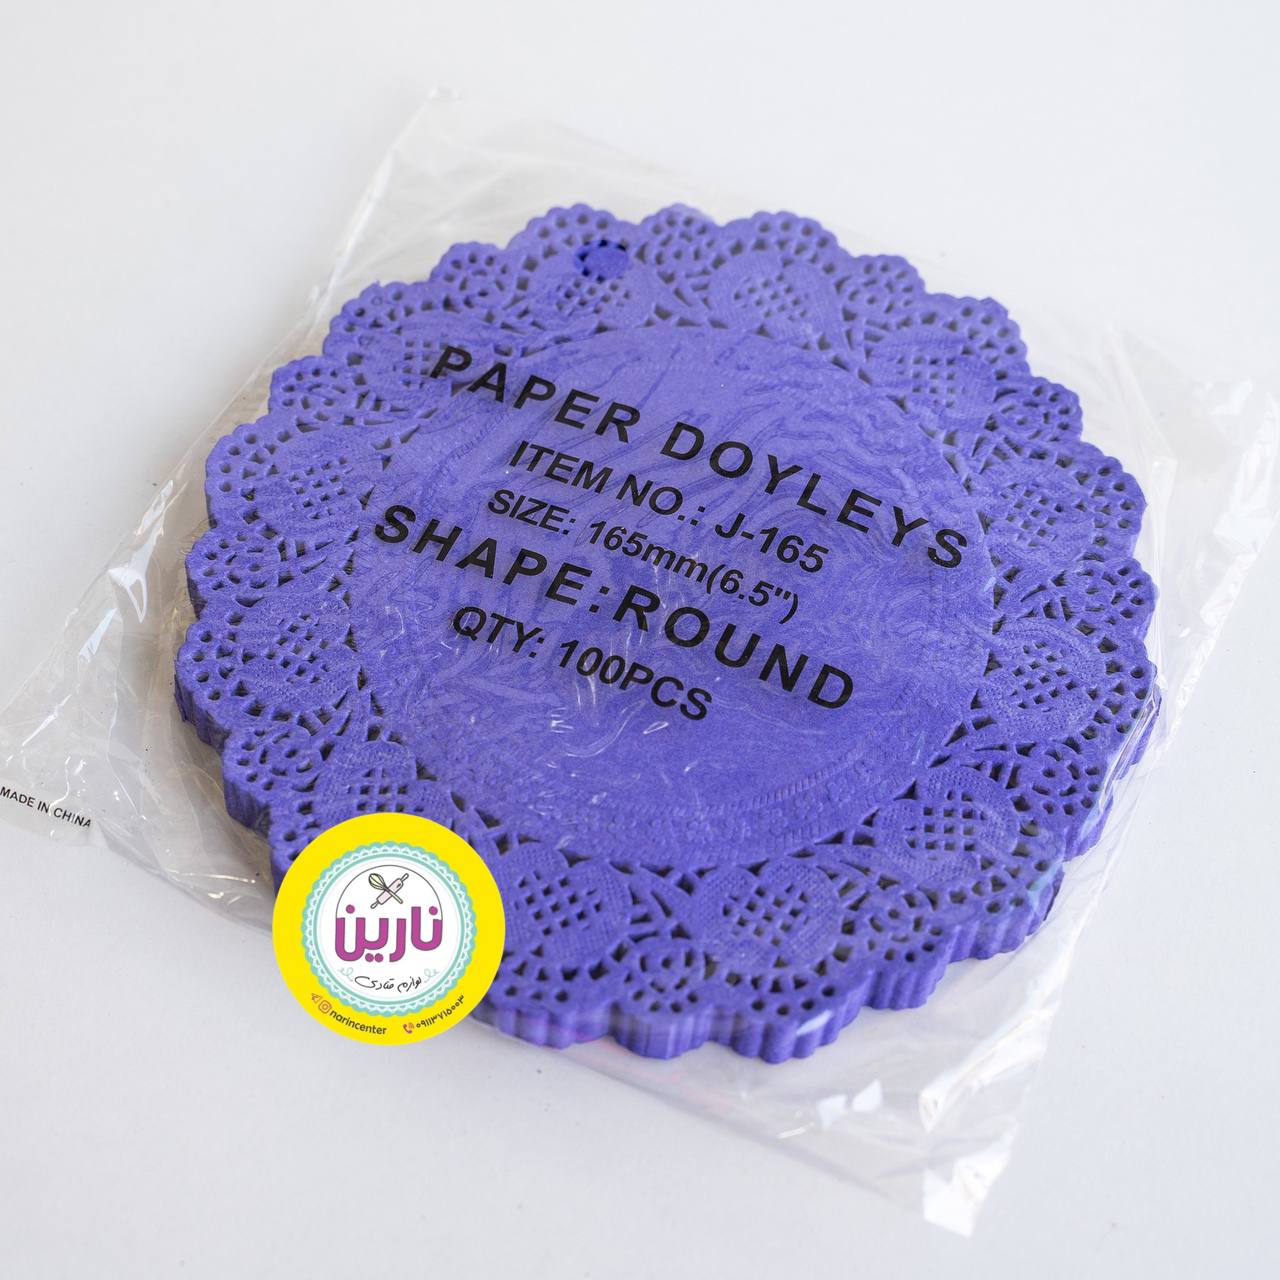 PAPER DOYLEYS
ITEM NO.: J-165
SIZE: 165mm(6.5")
SHAPE:ROUND
QTY: 100PCS
MADE IN CHINA
نارین
لوازم قنادی
narincenter
۰۹۱۱۳۷۱۵۰۰۳